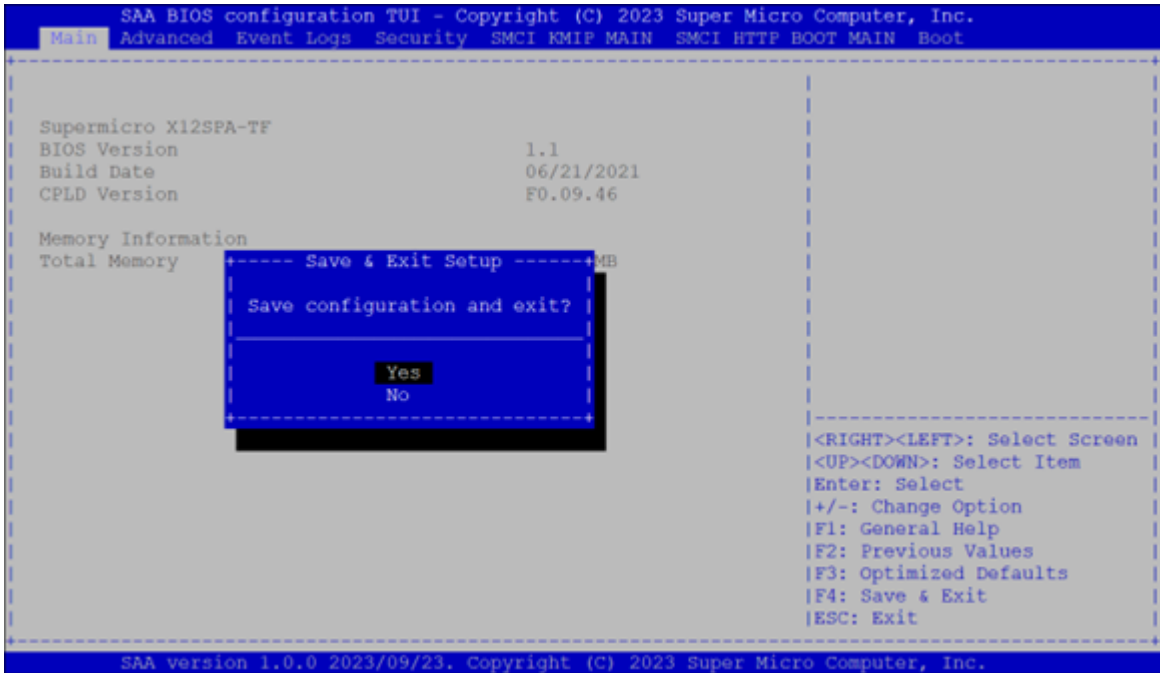 SAA BIOS configuration TUI - Copyright (C) 2023 Super Micro Computer, Inc.
Main Advanced Event Logs Security SMCI KMIP MAIN SMCI HTTP BOOT MAIN Boot
Supermicro X12SPA-TF
BIOS Version 1.1
Build Date 06/21/2021
CPLD Version F0.09.46
Memory Information
Total Memory MB
Save & Exit Setup
Save configuration and exit?
Yes
No
<RIGHT><LEFT>: Select Screen
<UP><DOWN>: Select Item
Enter: Select
+/-: Change Option
F1: General Help
F2: Previous Values
F3: Optimized Defaults
F4: Save & Exit
ESC: Exit
SAA version 1.0.0 2023/09/23. Copyright (C) 2023 Super Micro Computer, Inc.